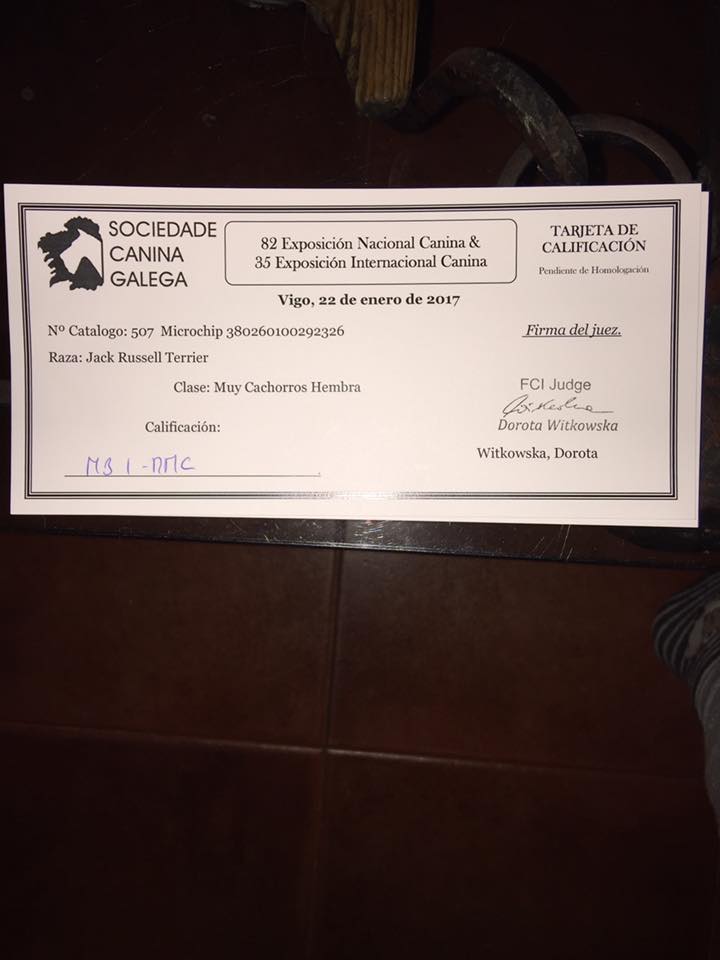 SOCIEDADE
CANINA
GALEGA
82 Exposición Nacional Canina &
35 Exposición Internacional Canina
TARJETA DE
CALIFICACIÓN
Pendiente de Homologación
Vigo, 22 de enero de 2017
Nº Catalogo: 507 Microchip 380260100292326
Firma del juez.
Raza: Jack Russell Terrier
Clase: Muy Cachorros Hembra
FCI Judge
Dorota Witkowska
Calificación:
Witkowska, Dorota
MB 1 - MMC